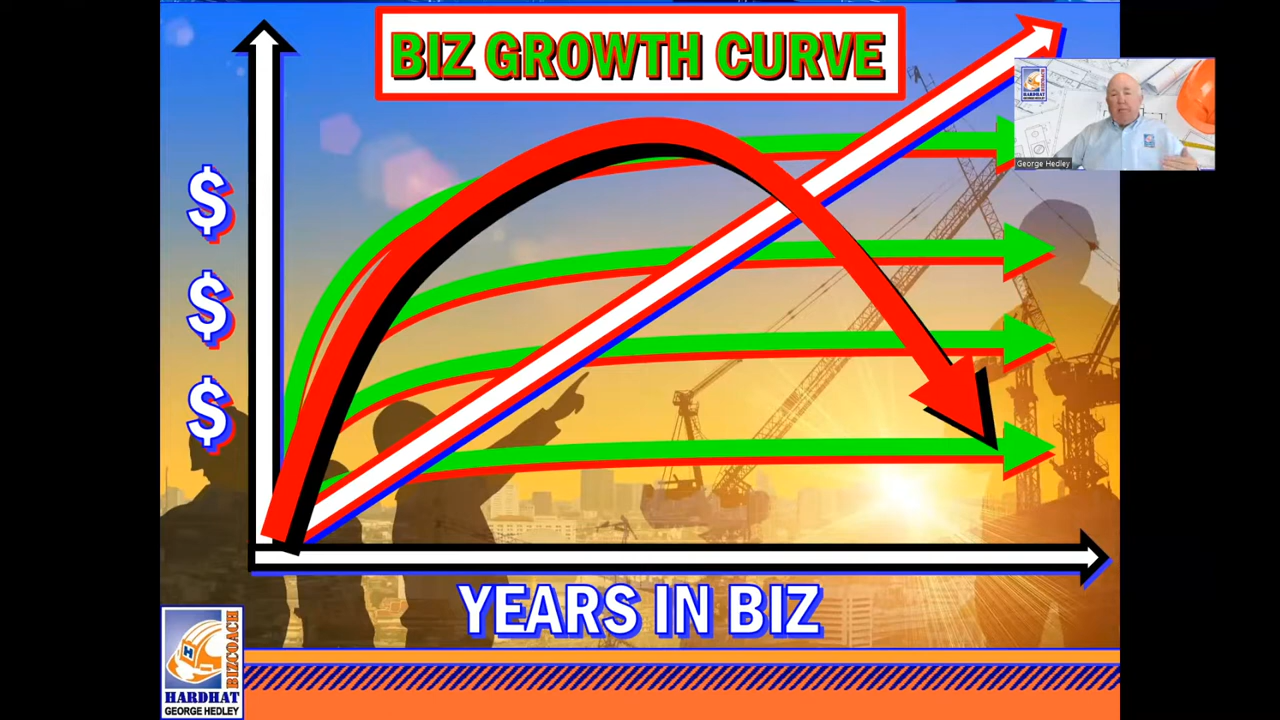 BIZ GROWTH CURVE
George Hedley
$
$
$
YEARS IN BIZ
H
HARDHAT
BIZCOACH
GEORGE HEDLEY